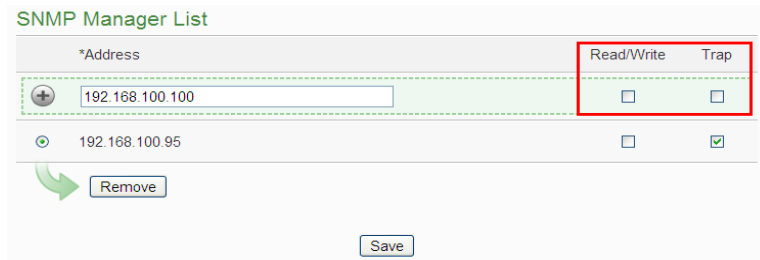 SNMP Manager List
*Address Read/Write Trap
192.168.100.100
192.168.100.95
Remove
Save